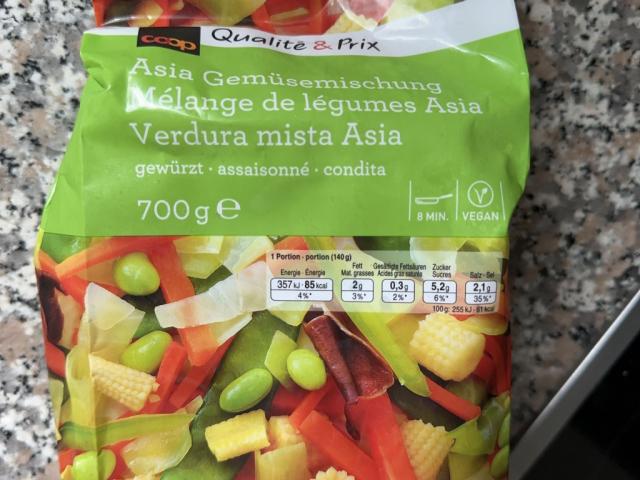 coop Qualité & Prix
Asia Gemüsemischung
Mélange de légumes Asia
Verdura mista Asia
gewürzt · assaisonné · condita
700 g e
8 MIN.
VEGAN
1 Portion · portion (140g)
Energie · Énergie
357 kJ · 85 kcal
4%*
Fett
Mat. grasses
2g
3%*
Gesättigte Fettsäuren
Acides gras saturés
0,3g
2%*
Zucker
Sucres
5,2g
6%*
Salz · Sel
2,1g
35%*
100g: 255 kJ · 61 kcal